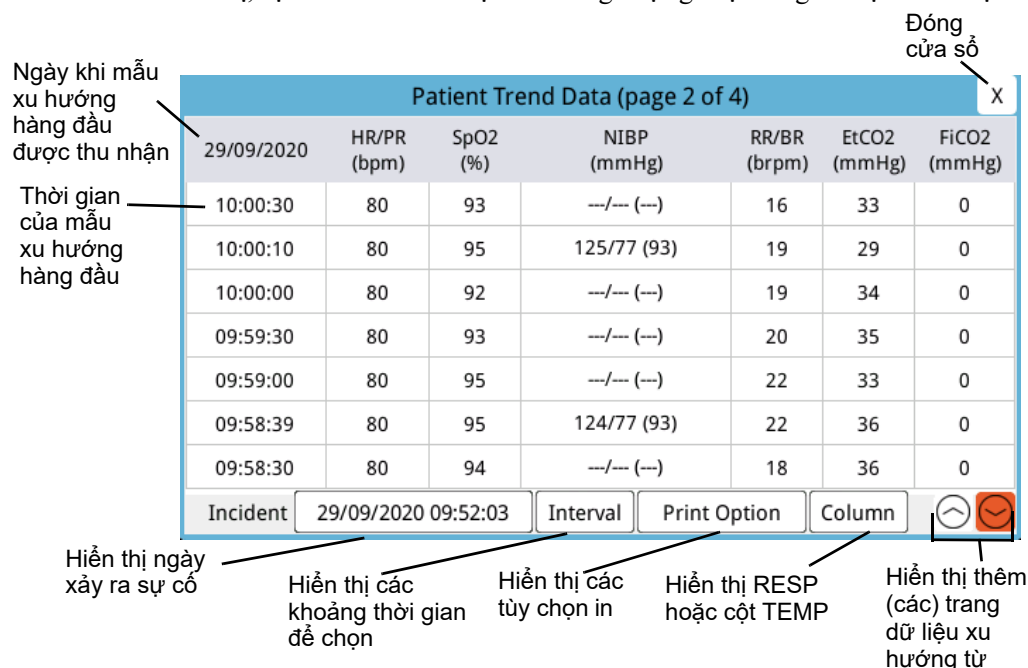 Đóng
cửa sổ
Ngày khi mẫu
xu hướng
hàng đầu
được thu nhận
Patient Trend Data (page 2 of 4)
X
29/09/2020
HR/PR
(bpm)
SpO2
(%)
NIBP
(mmHg)
RR/BR
(brpm)
EtCO2
(mmHg)
FiCO2
(mmHg)
Thời gian
của mẫu
xu hướng
hàng đầu
10:00:30 80 93 ---/--- (---) 16 33 0
10:00:10 80 95 125/77 (93) 19 29 0
10:00:00 80 92 ---/--- (---) 19 34 0
09:59:30 80 93 ---/--- (---) 20 35 0
09:59:00 80 95 ---/--- (---) 22 33 0
09:58:39 80 95 124/77 (93) 22 36 0
09:58:30 80 94 ---/--- (---) 18 36 0
Incident 29/09/2020 09:52:03 Interval Print Option Column
Hiển thị ngày
xảy ra sự cố
Hiển thị các
khoảng thời gian
để chọn
Hiển thị các
tùy chọn in
Hiển thị RESP
hoặc cột TEMP
Hiển thị thêm
(các) trang
dữ liệu xu
hướng từ